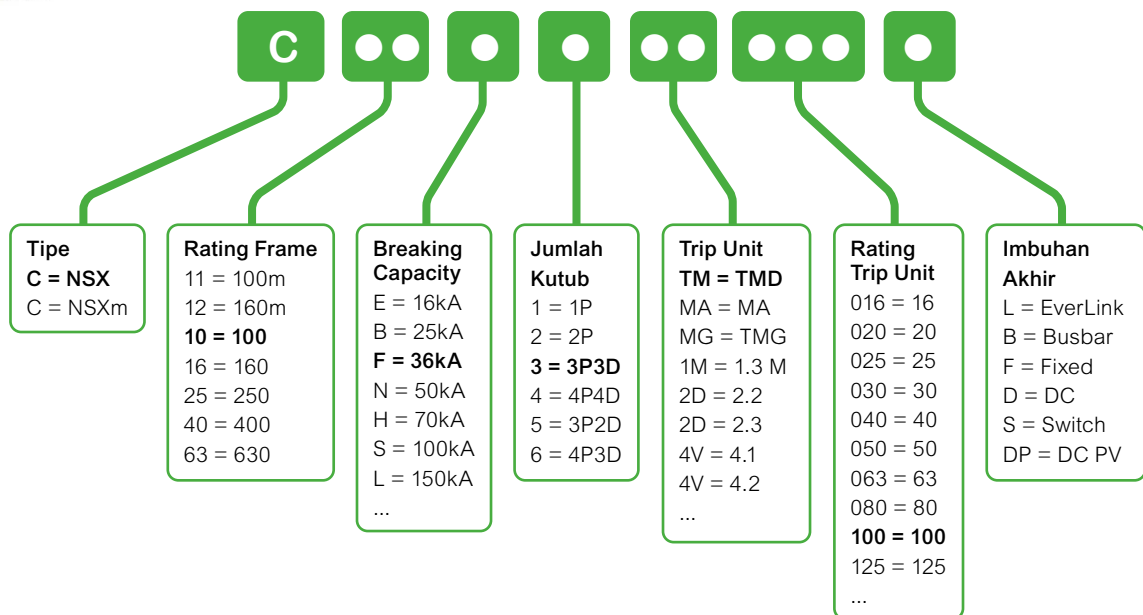 C
Tipe
C = NSX
C = NSXm
Rating Frame
11 = 100m
12 = 160m
10 = 100
16 = 160
25 = 250
40 = 400
63 = 630
Breaking
Capacity
E = 16kA
B = 25kA
F = 36kA
N = 50kA
H = 70kA
S = 100kA
L = 150kA
...
Jumlah
Kutub
1 = 1P
2 = 2P
3 = 3P3D
4 = 4P4D
5 = 3P2D
6 = 4P3D
Trip Unit
TM = TMD
MA = MA
MG = TMG
1M = 1.3 M
2D = 2.2
2D = 2.3
4V = 4.1
4V = 4.2
...
Rating
Trip Unit
016 = 16
020 = 20
025 = 25
030 = 30
040 = 40
050 = 50
063 = 63
080 = 80
100 = 100
125 = 125
...
Imbuhan
Akhir
L = EverLink
B = Busbar
F = Fixed
D = DC
S = Switch
DP = DC PV